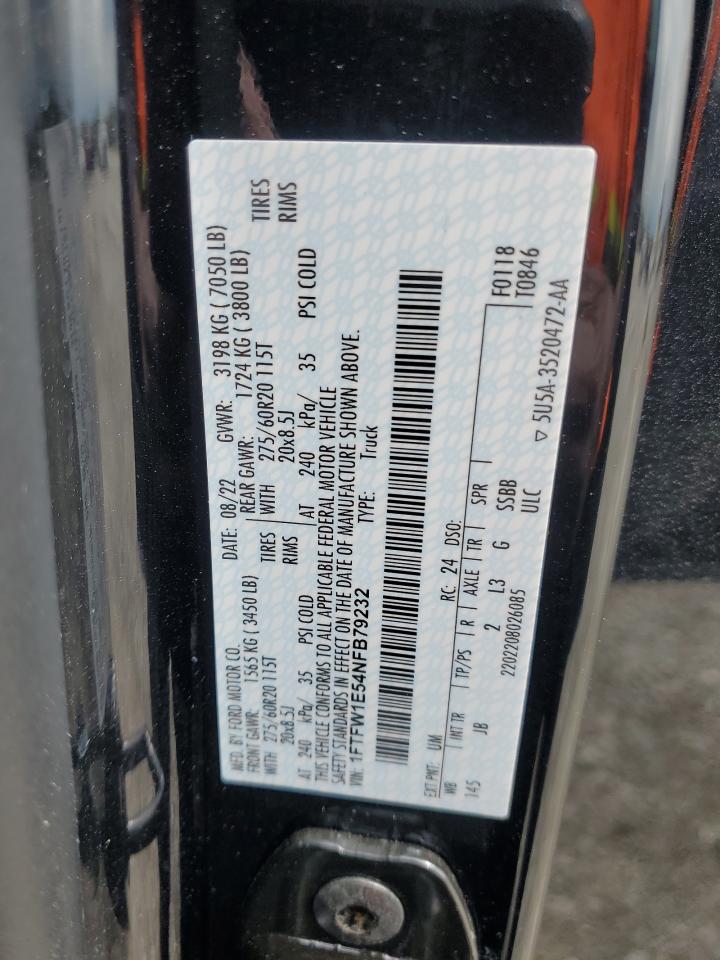 MFD. BY FORD MOTOR CO.
DATE: 08/22 GVWR: 3198 KG ( 7050 LB)
FRONT GAWR: 1565 KG ( 3450 LB) REAR GAWR: 1724 KG ( 3800 LB)
WITH 275/60R20 115T TIRES WITH 275/60R20 115T TIRES
20x8.5J RIMS 20x8.5J RIMS
AT 240 kPa/ 35 PSI COLD AT 240 kPa/ 35 PSI COLD
THIS VEHICLE CONFORMS TO ALL APPLICABLE FEDERAL MOTOR VEHICLE
SAFETY STANDARDS IN EFFECT ON THE DATE OF MANUFACTURE SHOWN ABOVE.
VIN: 1FTFW1E54NFB79232 TYPE: Truck
EXT PNT: UM RC: 24 DSO: F0118
WB INT TR TP/PS R AXLE TR SPR T0846
145 JB 2 L3 G SSBB
2202208026085 ULC ▽ 5U5A-3520472-AA